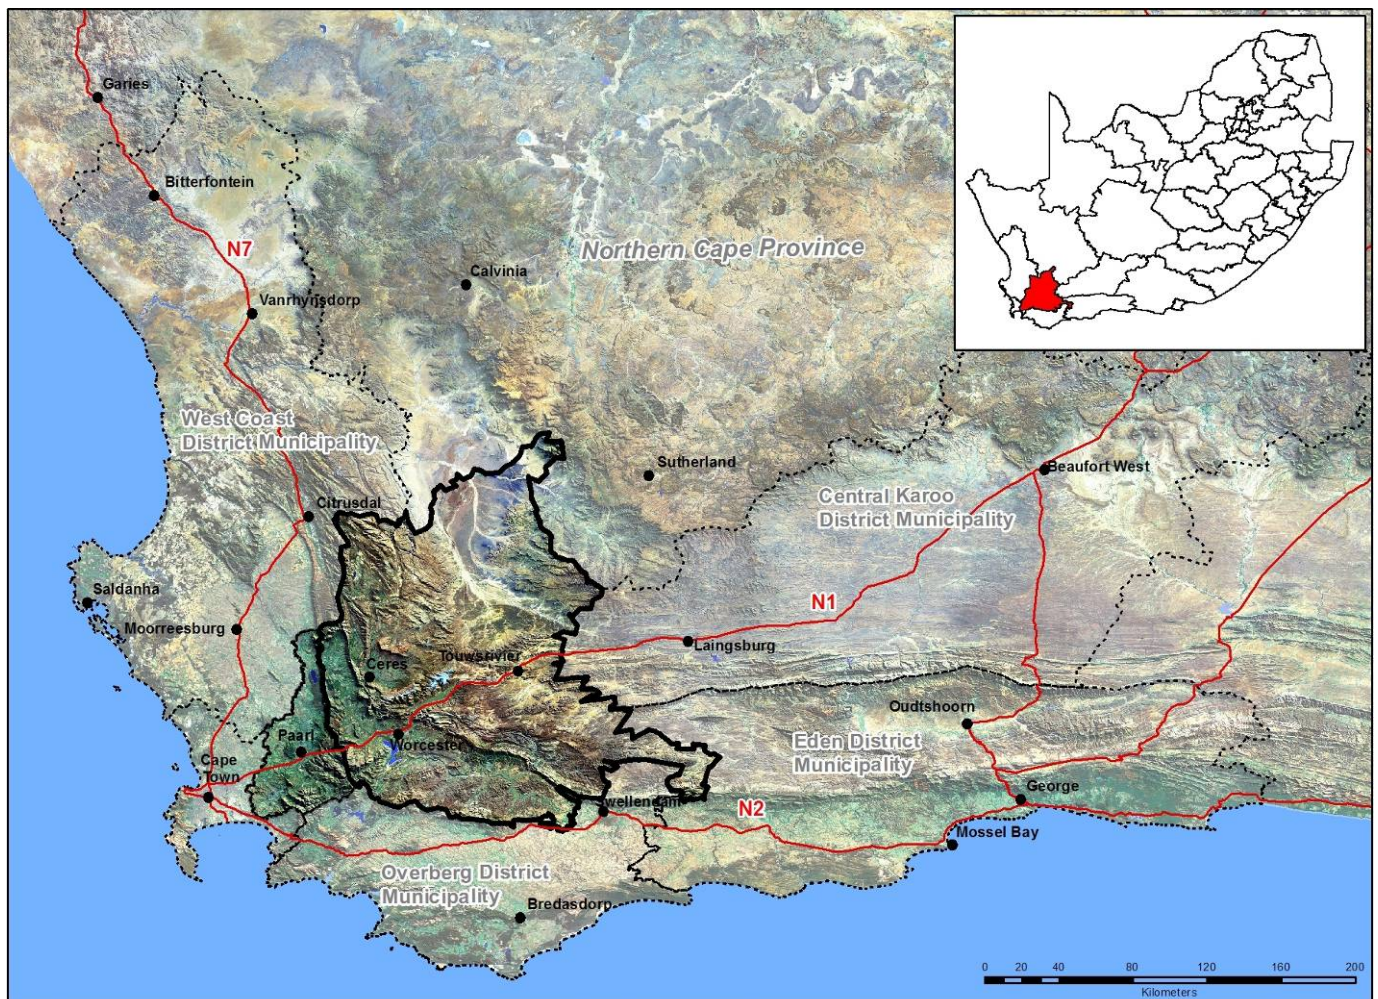 Garies
Bitterfontein
N7
Northern Cape Province
Calvinia
Vanrhynsdorp
West Coast
District Municipality
Sutherland
Beaufort West
Central Karoo
District Municipality
Citrusdal
Saldanha
N1
Moorreesburg
Laingsburg
Touwsrivier
Ceres
Oudtshoorn
Paarl
Worcester
Eden District
Municipality
Cape
Town
George
Swellendam
N2
Mossel Bay
Overberg District
Municipality
Bredasdorp
0 20 40 80 120 160 200
Kilometers